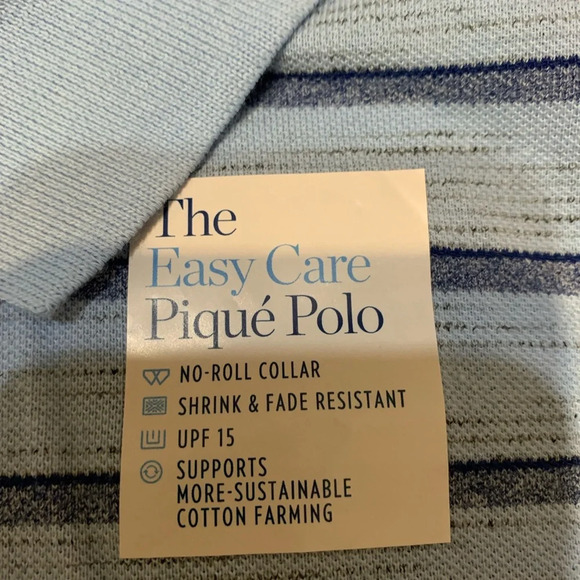 The
Easy Care
Piqué Polo
NO-ROLL COLLAR
SHRINK & FADE RESISTANT
UPF 15
SUPPORTS
MORE-SUSTAINABLE
COTTON FARMING